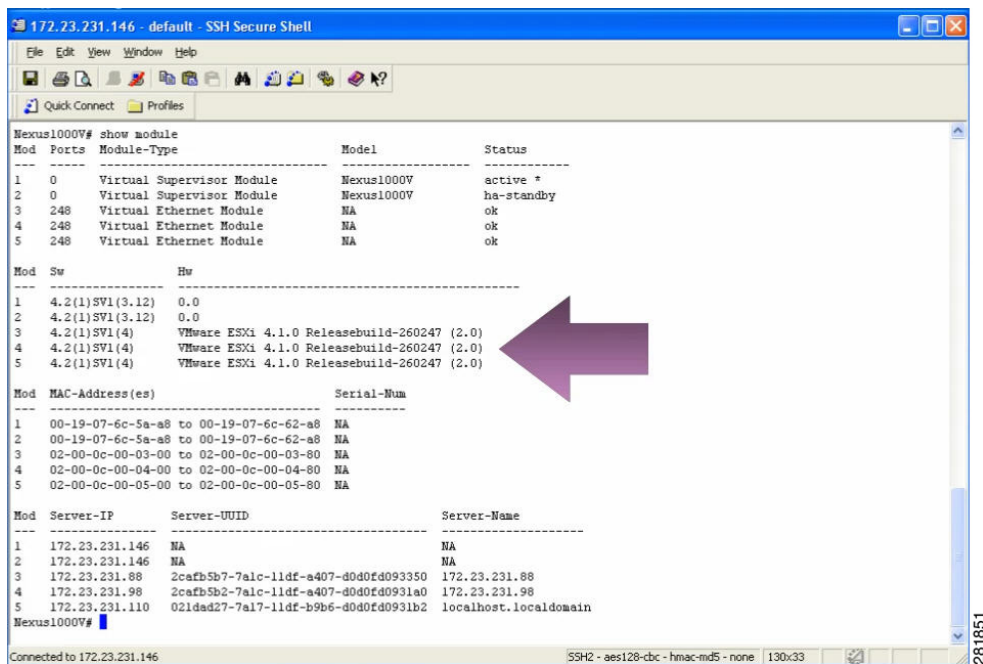 172.23.231.146 - default - SSH Secure Shell
File Edit View Window Help
Quick Connect Profiles
Nexus1000V# show module
Mod Ports Module-Type Model Status
--- ----- -------------------------------- ------------------ ------------
1 0 Virtual Supervisor Module Nexus1000V active *
2 0 Virtual Supervisor Module Nexus1000V ha-standby
3 248 Virtual Ethernet Module NA ok
4 248 Virtual Ethernet Module NA ok
5 248 Virtual Ethernet Module NA ok
Mod Sw Hw
--- ---------------- ------------------------------------------------
1 4.2(1)SV1(3.12) 0.0
2 4.2(1)SV1(3.12) 0.0
3 4.2(1)SV1(4) VMware ESXi 4.1.0 Releasebuild-260247 (2.0)
4 4.2(1)SV1(4) VMware ESXi 4.1.0 Releasebuild-260247 (2.0)
5 4.2(1)SV1(4) VMware ESXi 4.1.0 Releasebuild-260247 (2.0)
Mod MAC-Address(es) Serial-Num
--- -------------------------------------- ----------
1 00-19-07-6c-5a-a8 to 00-19-07-6c-62-a8 NA
2 00-19-07-6c-5a-a8 to 00-19-07-6c-62-a8 NA
3 02-00-0c-00-03-00 to 02-00-0c-00-03-80 NA
4 02-00-0c-00-04-00 to 02-00-0c-00-04-80 NA
5 02-00-0c-00-05-00 to 02-00-0c-00-05-80 NA
Mod Server-IP Server-UUID Server-Name
--- --------------- ------------------------------------ --------------------
1 172.23.231.146 NA NA
2 172.23.231.146 NA NA
3 172.23.231.88 2cafb5b7-7a1c-11df-a407-d0d0fd093350 172.23.231.88
4 172.23.231.98 2cafb5b2-7a1c-11df-a407-d0d0fd0931a0 172.23.231.98
5 172.23.231.110 021dad27-7a17-11df-b9b6-d0d0fd0931b2 localhost.localdomain
Nexus1000V#
Connected to 172.23.231.146 SSH2 - aes128-cbc - hmac-md5 - none 130x33
281851